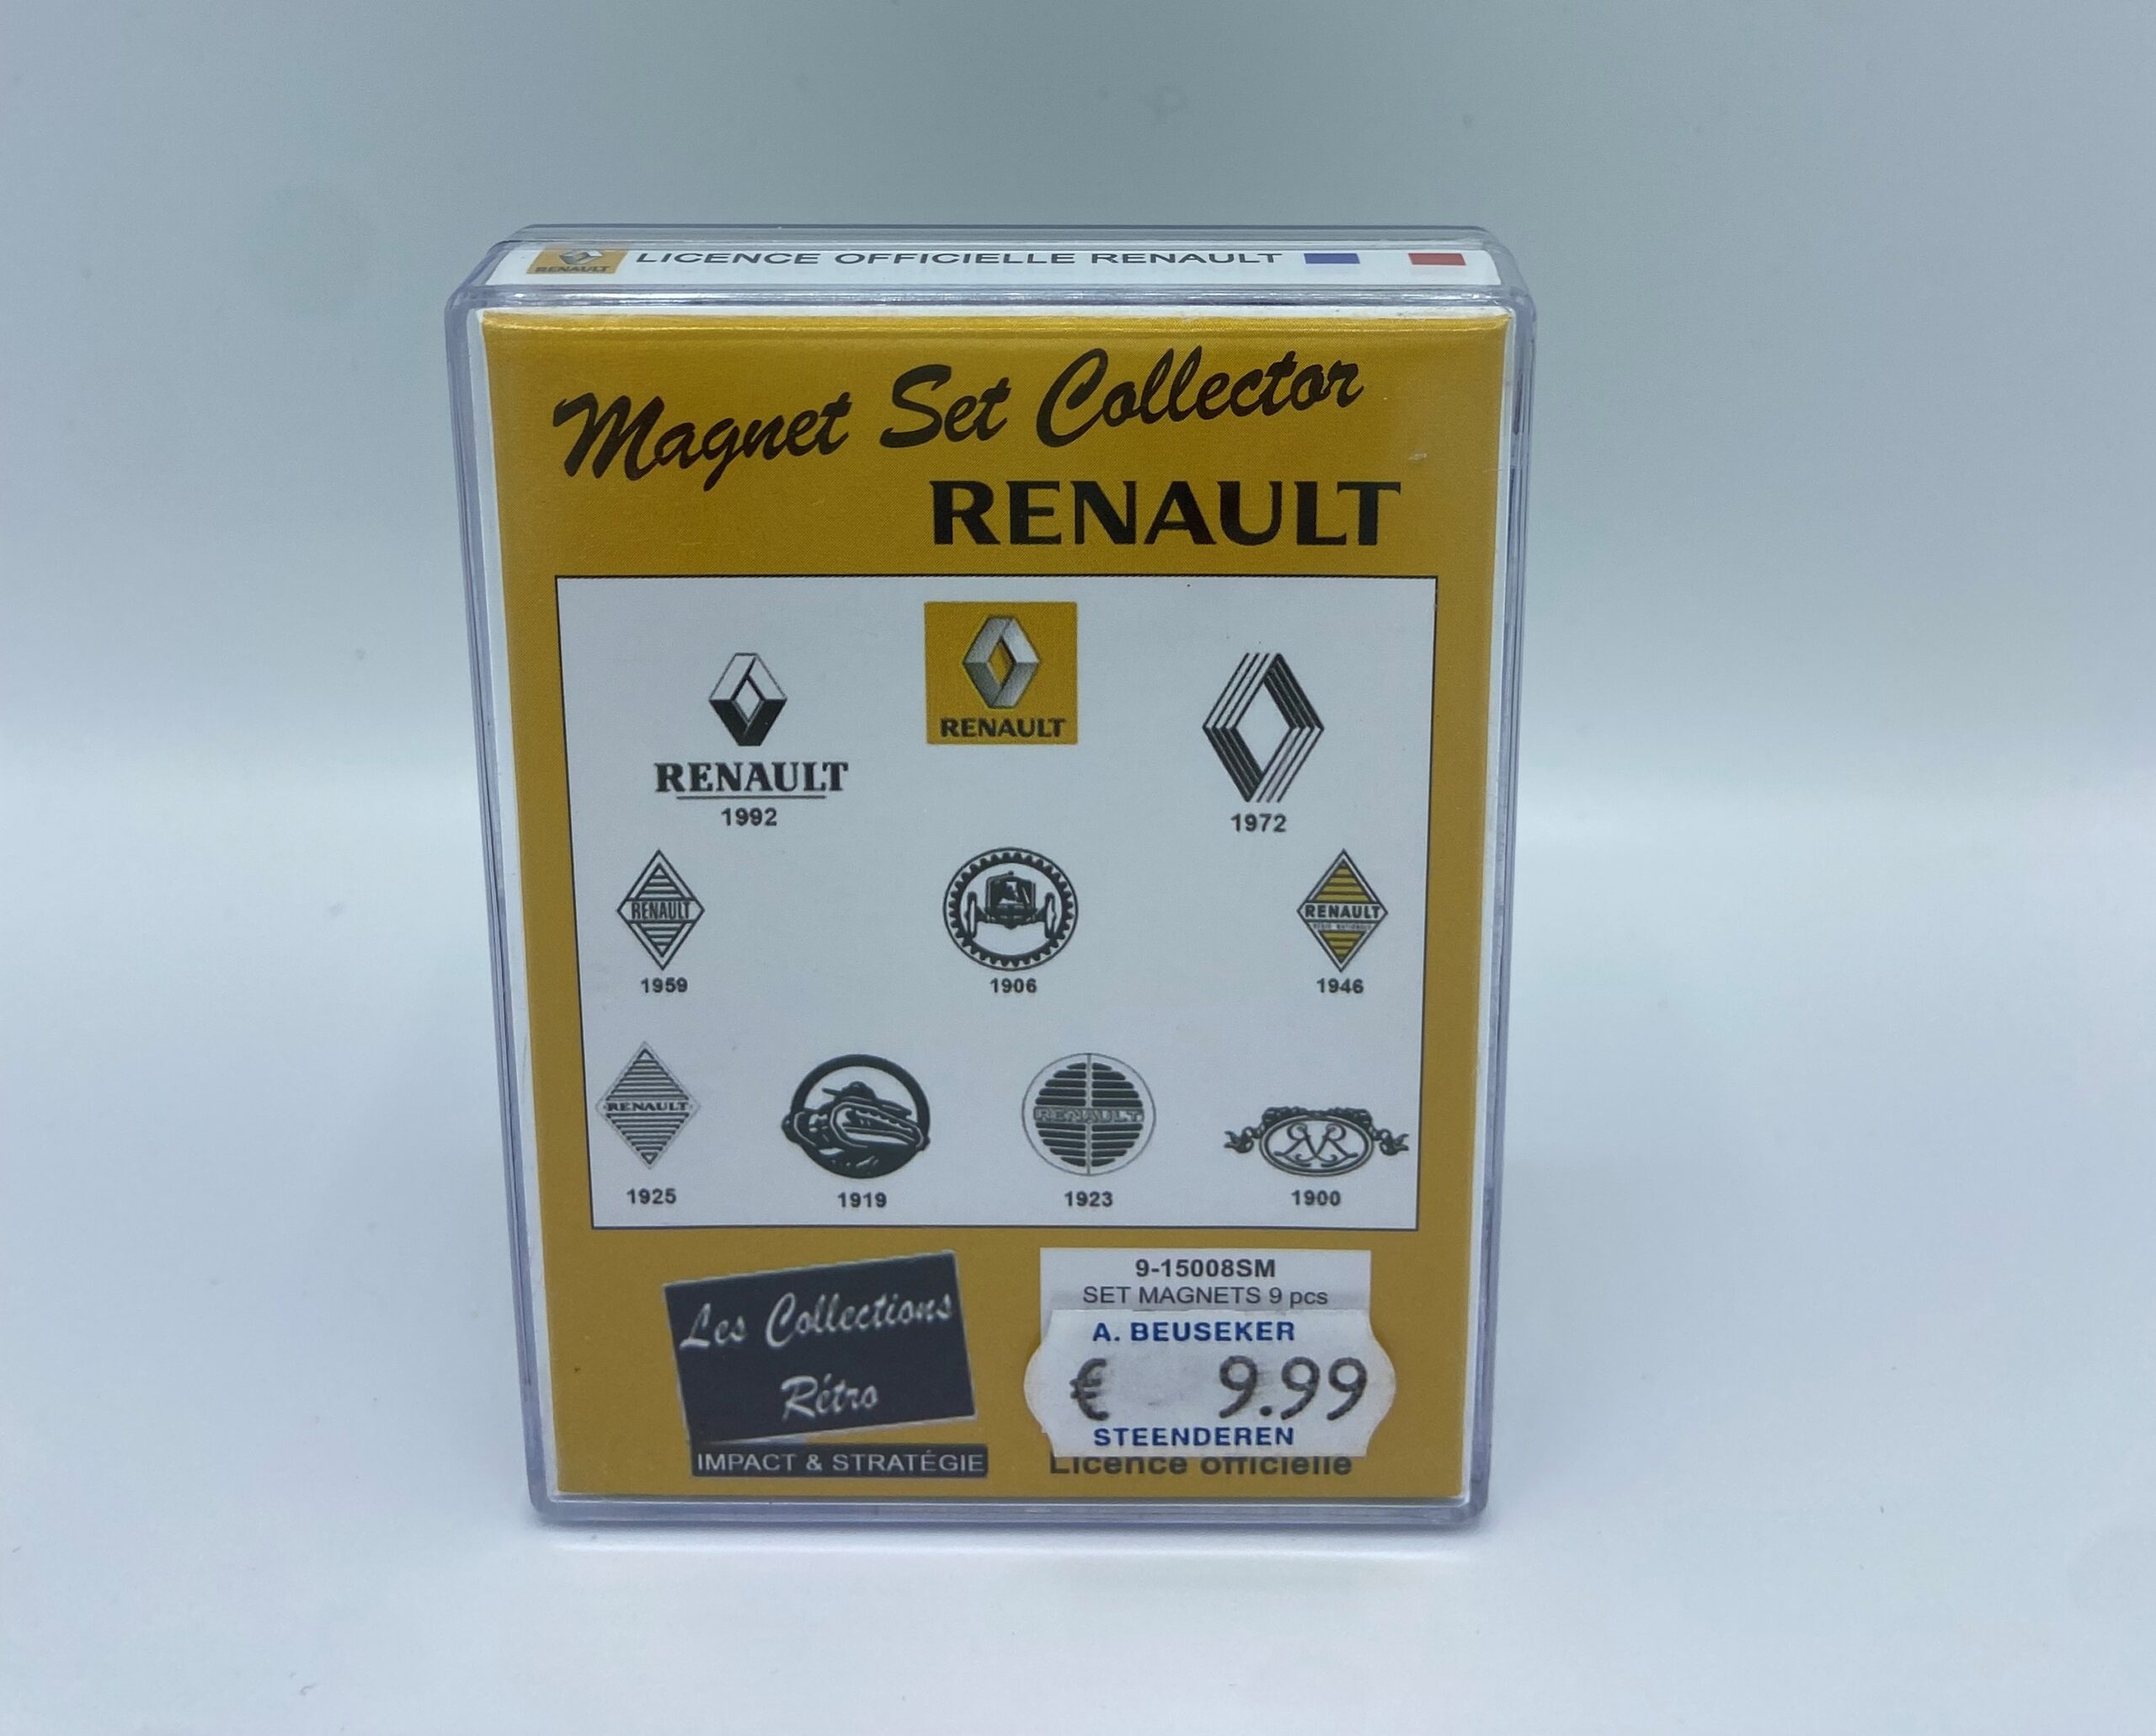 RENAULT LICENCE OFFICIELLE RENAULT
Magnet Set Collector
RENAULT
RENAULT
RENAULT
1992
1972
RENAULT
RENAULT
1959
1906
1946
RENAULT
RENAULT
1925
1919
1923
1900
Les Collections
Rétro
IMPACT & STRATÉGIE
9-15008SM
SET MAGNETS 9 pcs
A. BEUSEKER
€ 9.99
STEENDEREN
Licence officielle